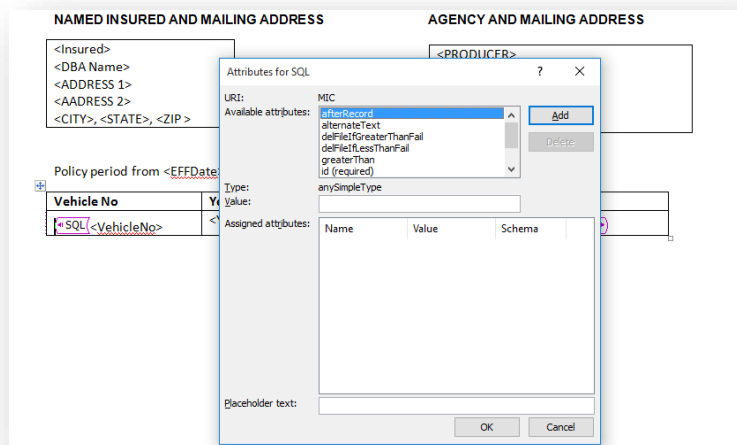 NAMED INSURED AND MAILING ADDRESS
AGENCY AND MAILING ADDRESS
<Insured>
<DBA Name>
<ADDRESS 1>
<AADRESS 2>
<CITY>, <STATE>, <ZIP >
<PRODUCER>
Policy period from <EFFDate
Vehicle No
SQL <VehicleNo>
Attributes for SQL
? ×
URI: MIC
Available attributes:
afterRecord
alternateText
delFileIfGreaterThanFail
delFileIfLessThanFail
greaterThan
id (required)
Add
Delete
Type: anySimpleType
Value:
Assigned attributes:
Name Value Schema
Placeholder text:
OK Cancel